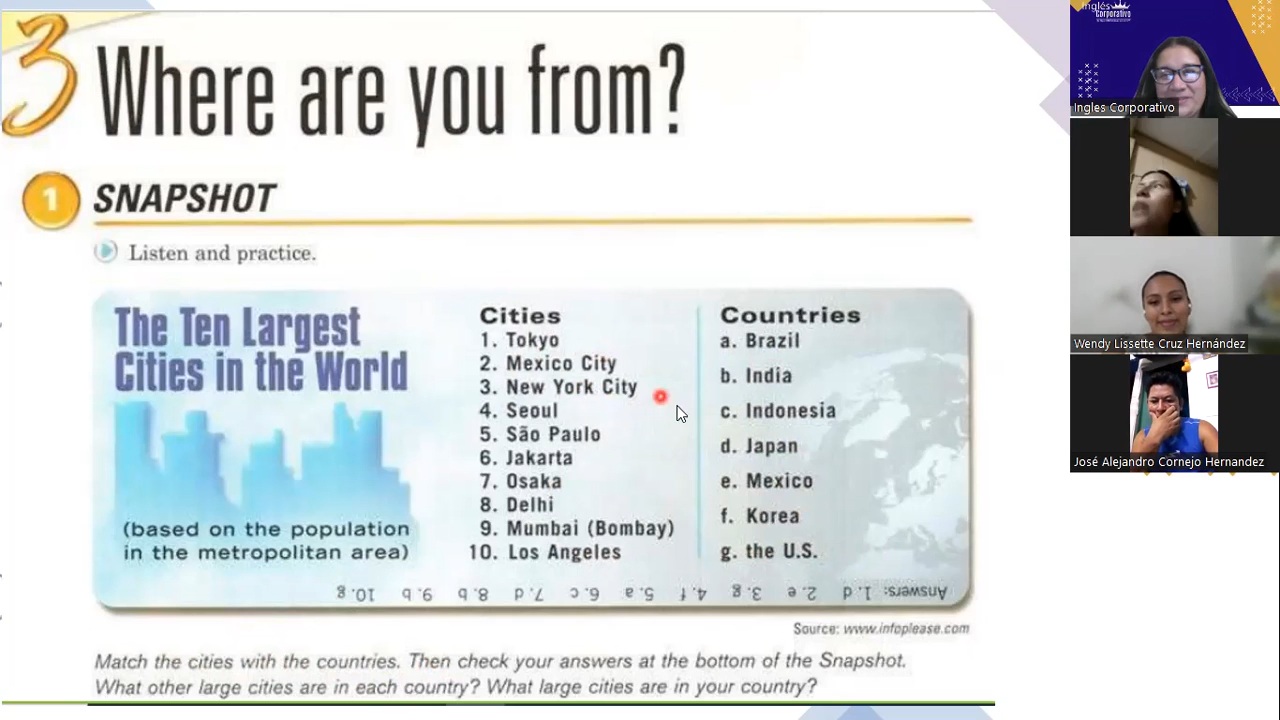 3 Where are you from?
1 SNAPSHOT
Listen and practice.
The Ten Largest
Cities in the World
(based on the population
in the metropolitan area)
Cities
1. Tokyo
2. Mexico City
3. New York City
4. Seoul
5. São Paulo
6. Jakarta
7. Osaka
8. Delhi
9. Mumbai (Bombay)
10. Los Angeles
Countries
a. Brazil
b. India
c. Indonesia
d. Japan
e. Mexico
f. Korea
g. the U.S.
Answers: 1. d 2. e 3. g 4. f 5. a 6. c 7. d 8. b 9. b 10. g
Source: www.infoplease.com
Match the cities with the countries. Then check your answers at the bottom of the Snapshot.
What other large cities are in each country? What large cities are in your country?
Inglés
Corporativo
Ingles Corporativo
Wendy Lissette Cruz Hernández
José Alejandro Cornejo Hernandez